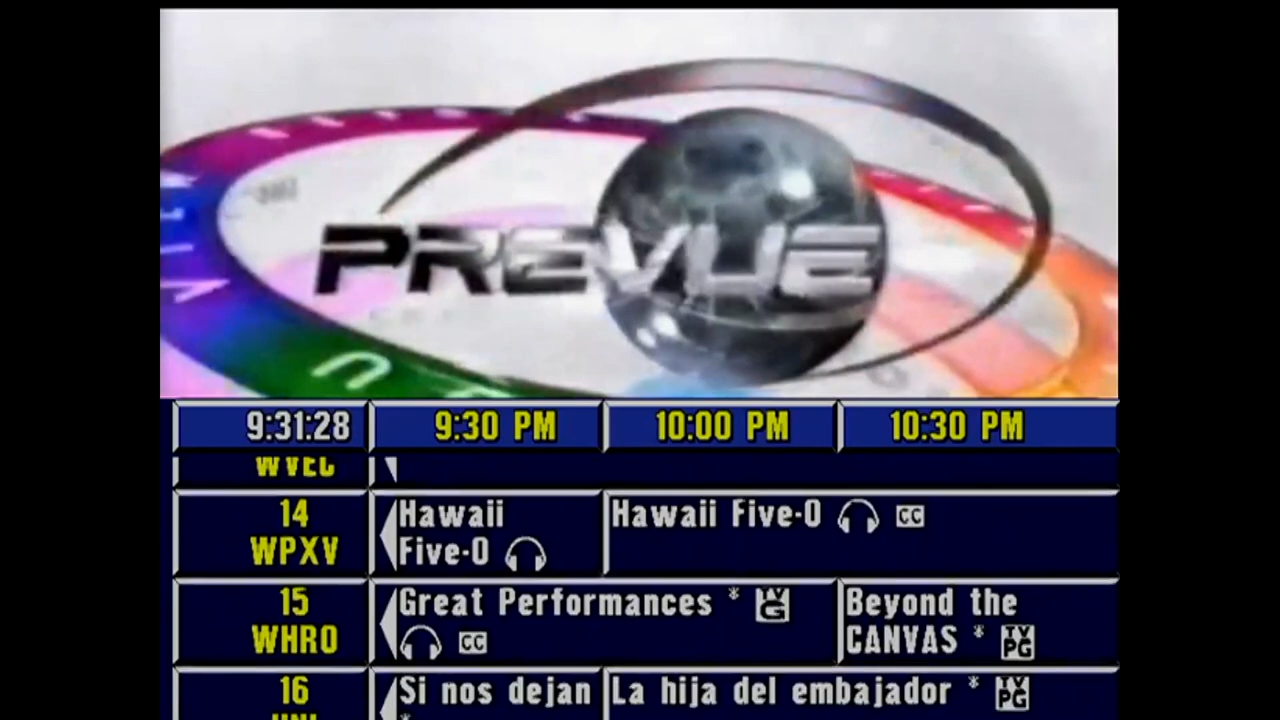 PREVUE
9:31:28 9:30 PM 10:00 PM 10:30 PM
14 Hawaii Hawaii Five-0 CC
WPXV Five-0
15 Great Performances * TV G Beyond the
WHRO CC CANVAS * TV PG
16 Si nos dejan La hija del embajador * TV PG
*